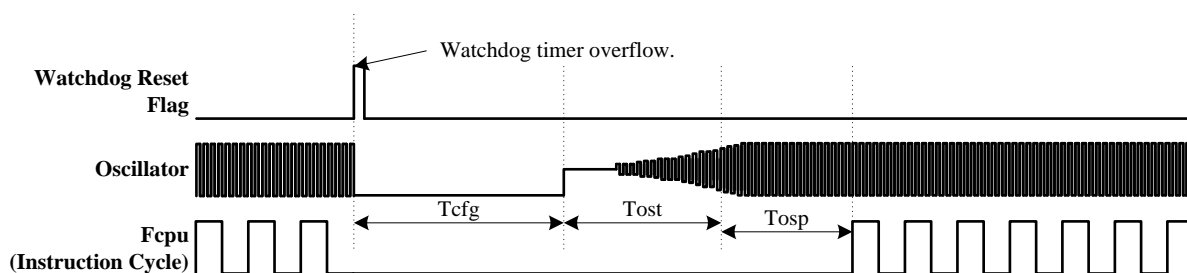 Watchdog timer overflow.
Watchdog Reset
Flag
Oscillator
Tcfg
Tost
Tosp
Fcpu
(Instruction Cycle)